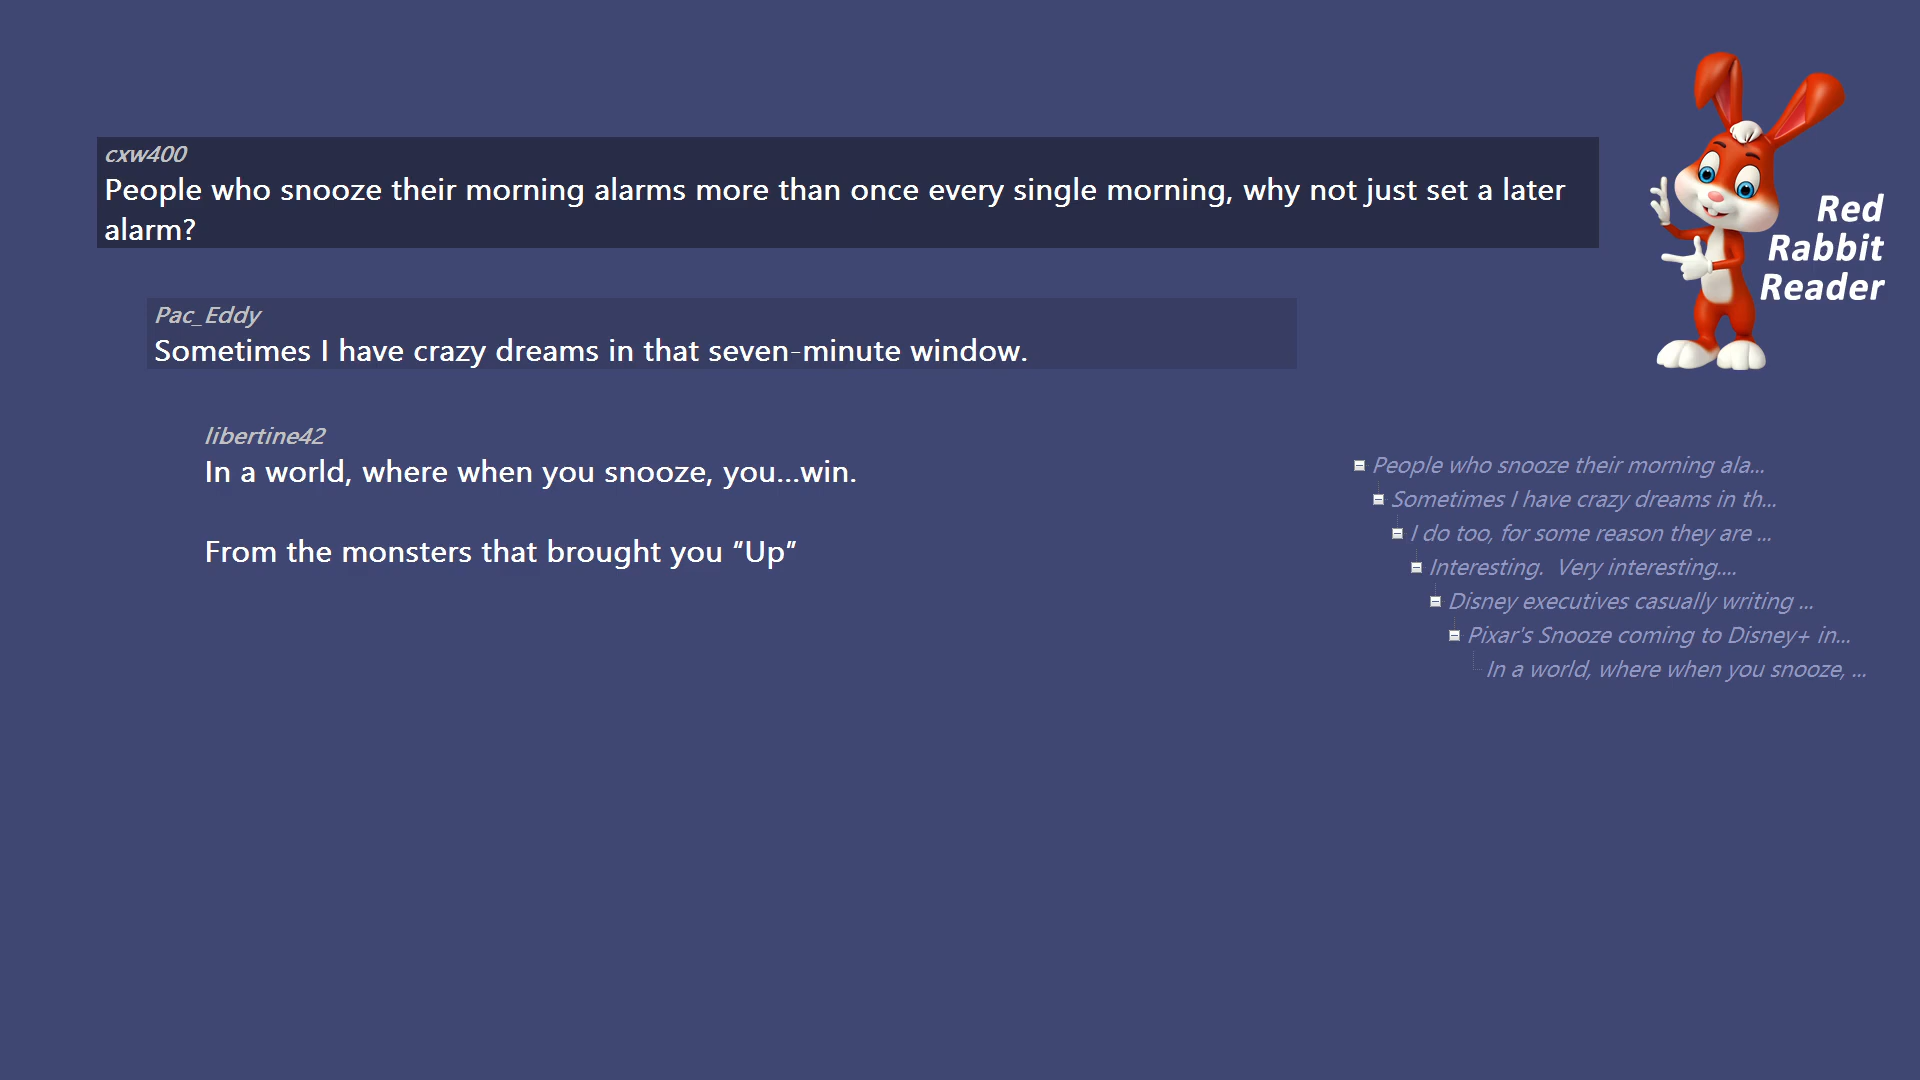 cxw400
People who snooze their morning alarms more than once every single morning, why not just set a later
alarm?
Pac_Eddy
Sometimes I have crazy dreams in that seven-minute window.
libertine42
In a world, where when you snooze, you...win.
From the monsters that brought you “Up”
Red
Rabbit
Reader
People who snooze their morning ala...
Sometimes I have crazy dreams in th...
I do too, for some reason they are ...
Interesting.  Very interesting....
Disney executives casually writing ...
Pixar's Snooze coming to Disney+ in...
In a world, where when you snooze, ...